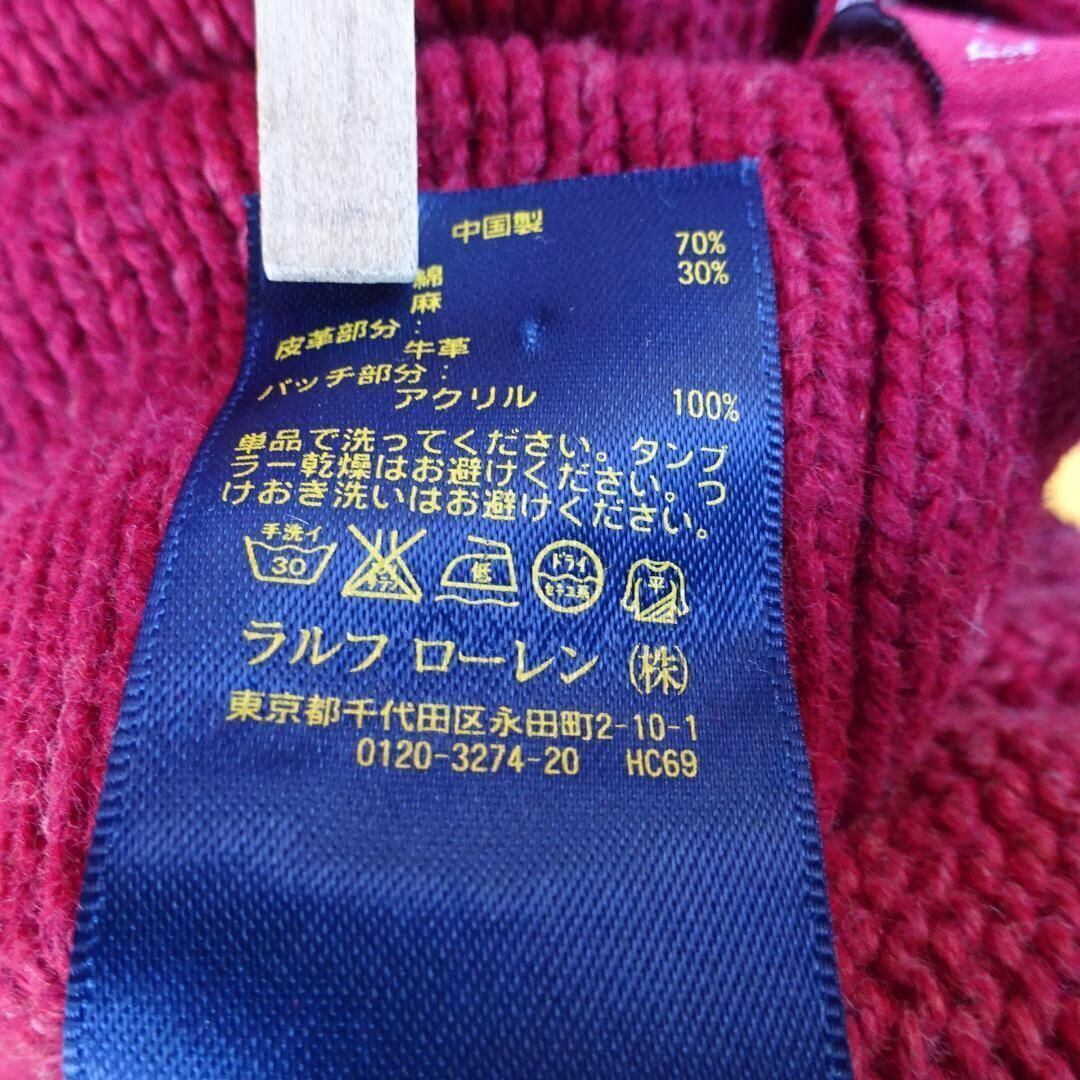 中国製
綿 70%
麻 30%
皮革部分:
牛革
パッチ部分:
アクリル 100%
単品で洗ってください。タンブ
ラー乾燥はお避けください。つ
けおき洗いはお避けください。
手洗イ
30
低
ドライ
セキユ系
平
ラルフ ローレン (株)
東京都千代田区永田町2-10-1
0120-3274-20 HC69